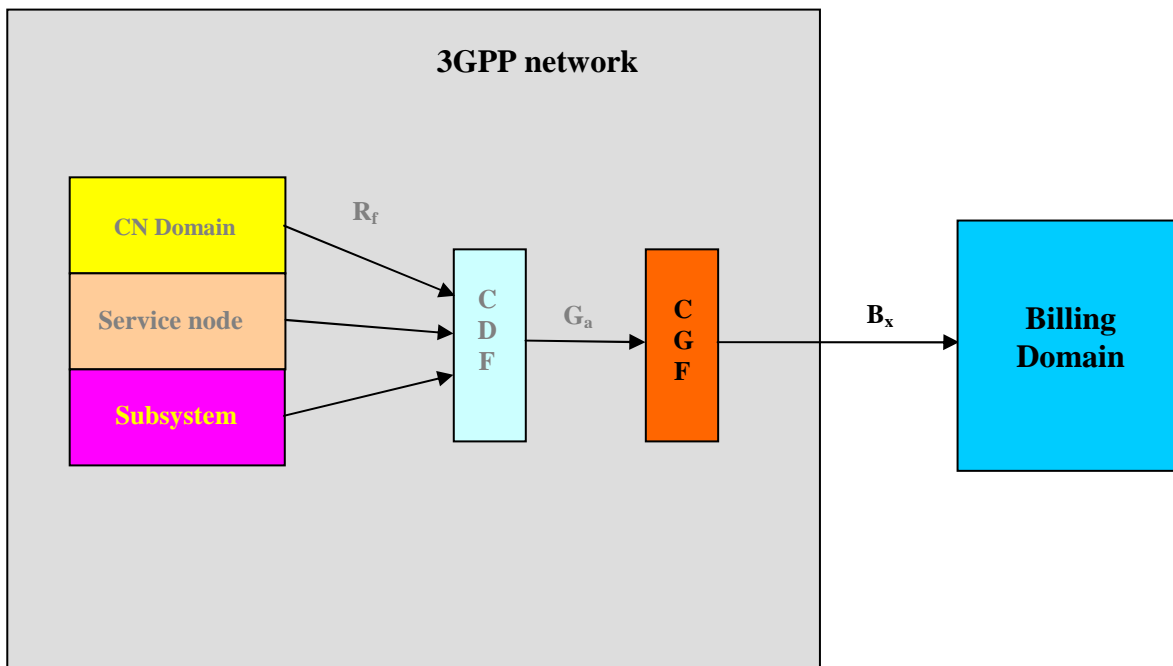 3GPP network
CN Domain
Service node
Subsystem
Rf
C
D
F
Ga
C
G
F
Bx
Billing
Domain